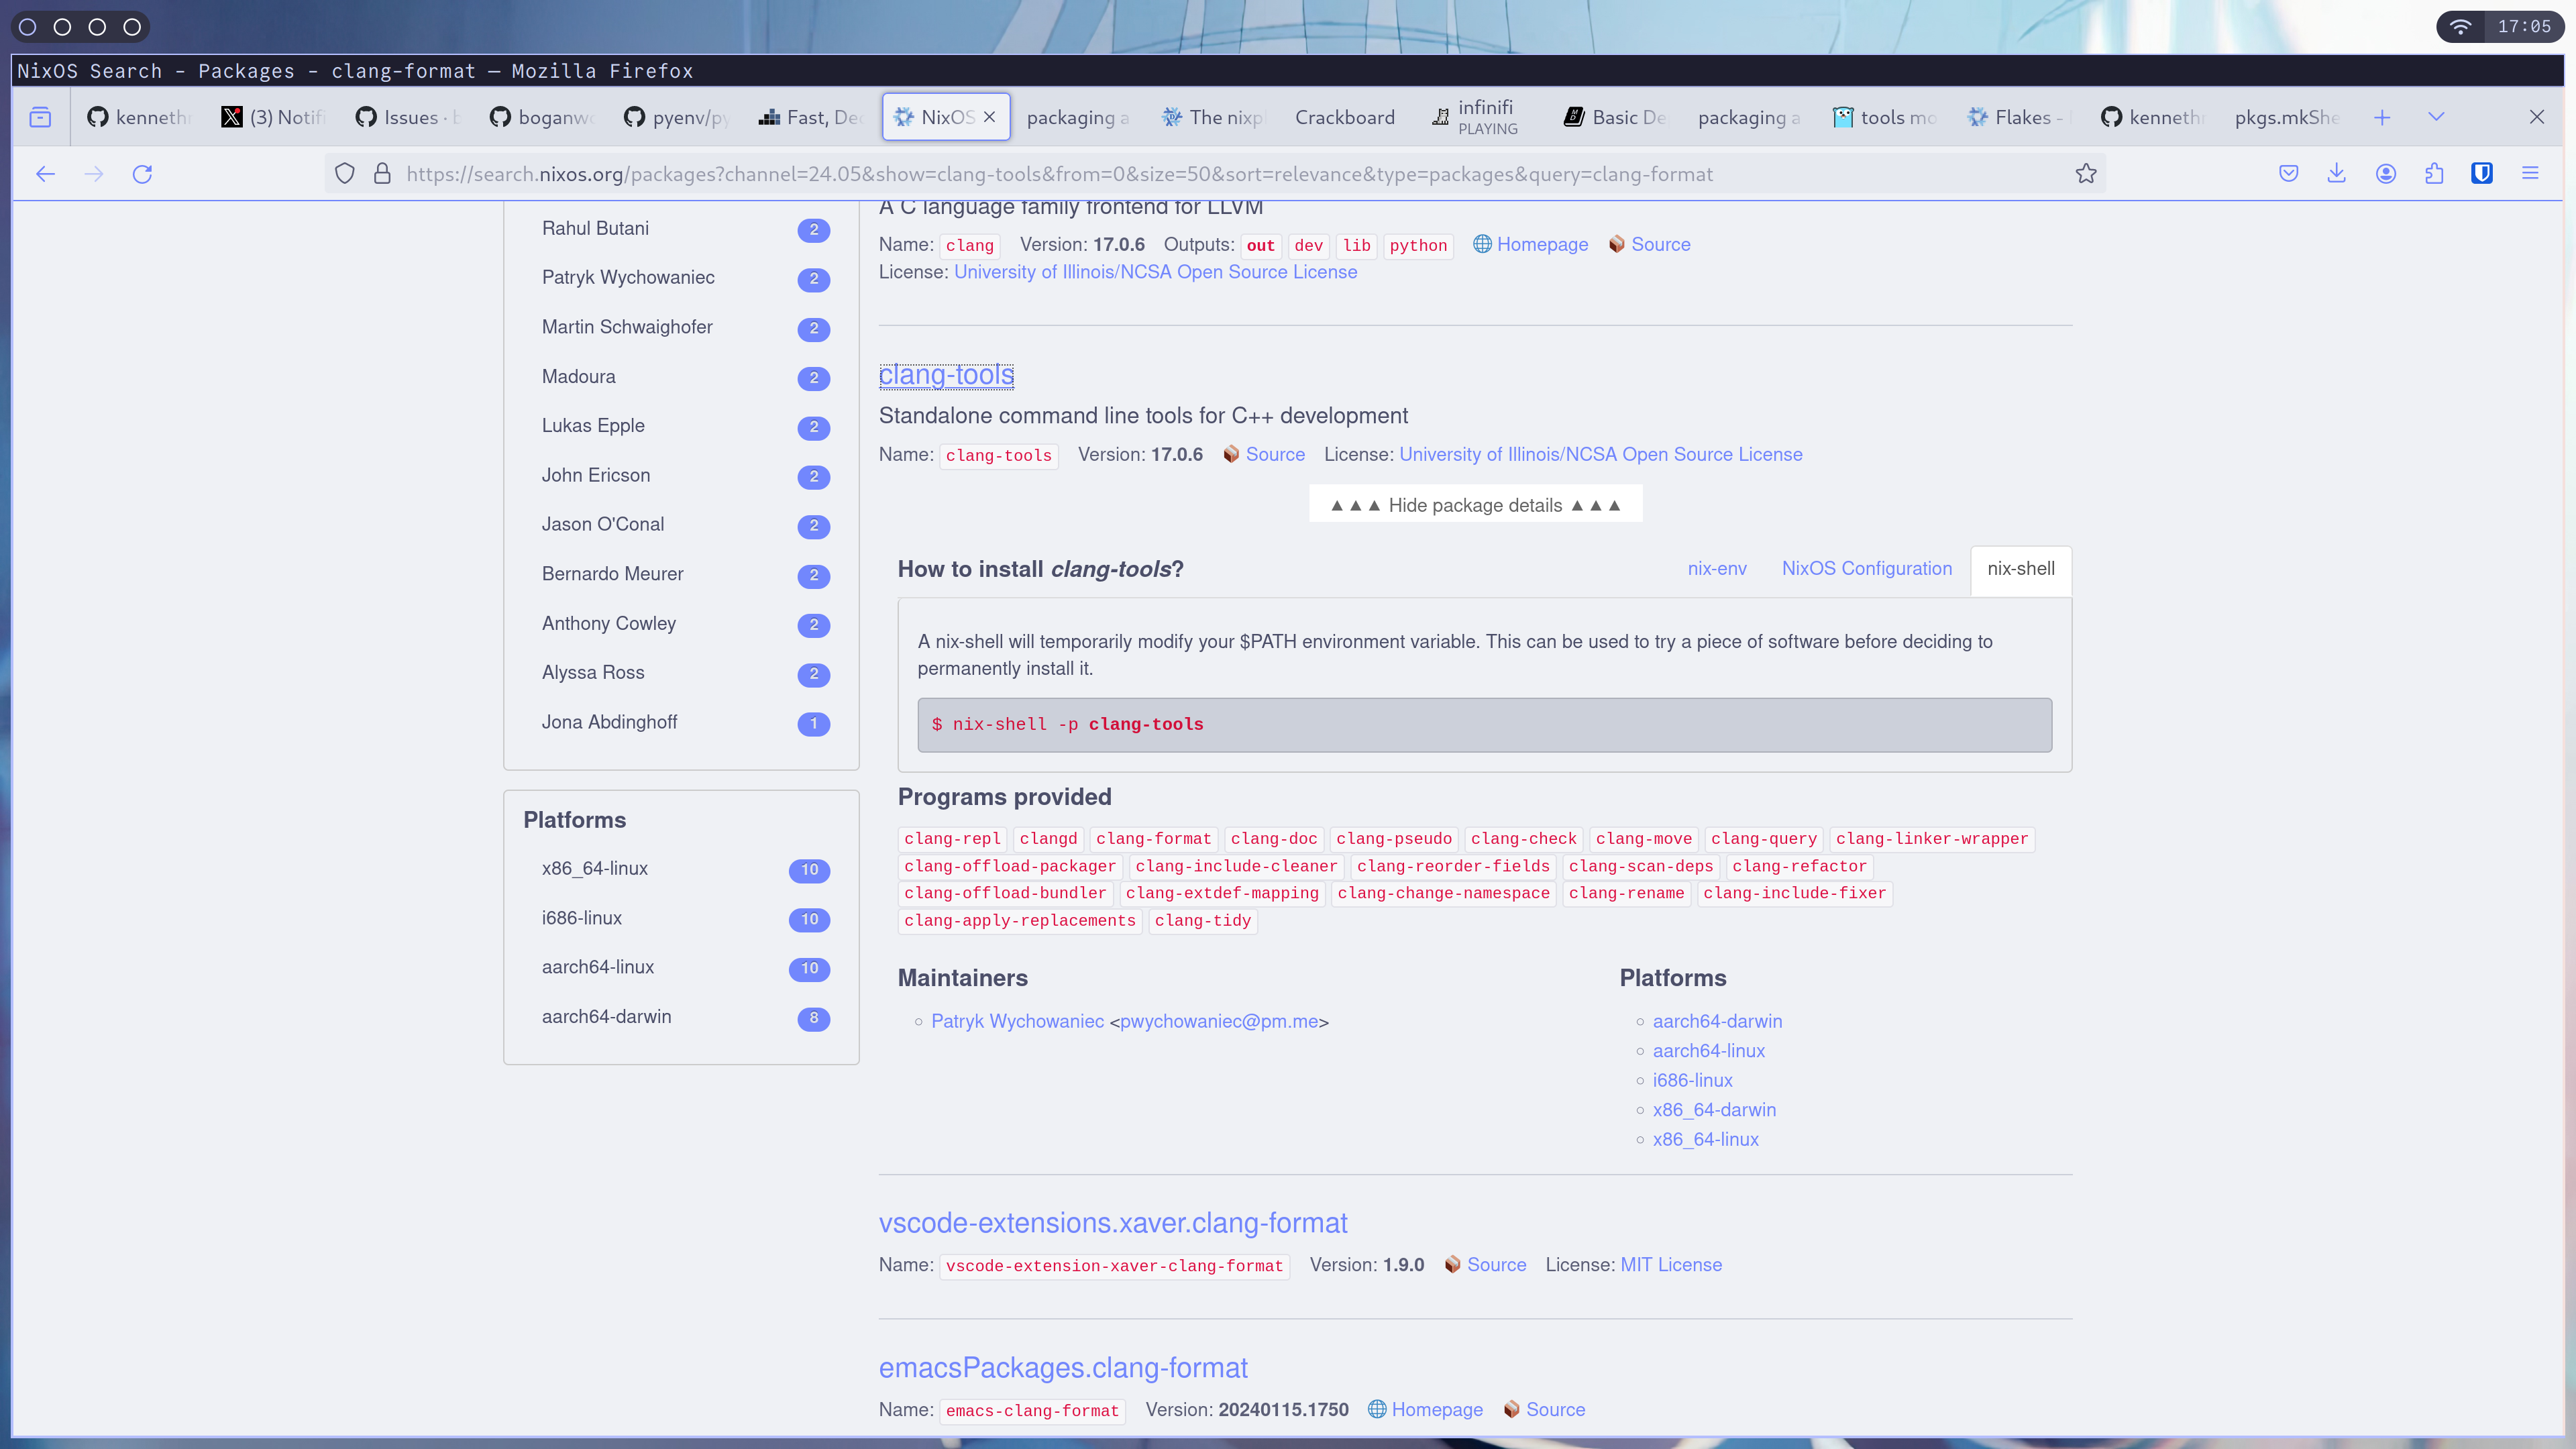 17:05
NixOS Search - Packages - clang-format — Mozilla Firefox
kenneth
(3) Notifi
Issues · b
boganw
pyenv/py
Fast, De
NixOS
packaging a
The nixp
Crackboard
infinifi
PLAYING
Basic De
packaging a
tools mo
Flakes -
kenneth
pkgs.mkShe
https://search.nixos.org/packages?channel=24.05&show=clang-tools&from=0&size=50&sort=relevance&type=packages&query=clang-format
Rahul Butani 2
Patryk Wychowaniec 2
Martin Schwaighofer 2
Madoura 2
Lukas Epple 2
John Ericson 2
Jason O'Conal 2
Bernardo Meurer 2
Anthony Cowley 2
Alyssa Ross 2
Jona Abdinghoff 1
Platforms
x86_64-linux 10
i686-linux 10
aarch64-linux 10
aarch64-darwin 8
A C language family frontend for LLVM
Name: clang Version: 17.0.6 Outputs: out dev lib python Homepage Source
License: University of Illinois/NCSA Open Source License
clang-tools
Standalone command line tools for C++ development
Name: clang-tools Version: 17.0.6 Source License: University of Illinois/NCSA Open Source License
▲▲▲ Hide package details ▲▲▲
How to install clang-tools?
nix-env NixOS Configuration nix-shell
A nix-shell will temporarily modify your $PATH environment variable. This can be used to try a piece of software before deciding to
permanently install it.
$ nix-shell -p clang-tools
Programs provided
clang-repl clangd clang-format clang-doc clang-pseudo clang-check clang-move clang-query clang-linker-wrapper
clang-offload-packager clang-include-cleaner clang-reorder-fields clang-scan-deps clang-refactor
clang-offload-bundler clang-extdef-mapping clang-change-namespace clang-rename clang-include-fixer
clang-apply-replacements clang-tidy
Maintainers
Patryk Wychowaniec <pwychowaniec@pm.me>
Platforms
aarch64-darwin
aarch64-linux
i686-linux
x86_64-darwin
x86_64-linux
vscode-extensions.xaver.clang-format
Name: vscode-extension-xaver-clang-format Version: 1.9.0 Source License: MIT License
emacsPackages.clang-format
Name: emacs-clang-format Version: 20240115.1750 Homepage Source